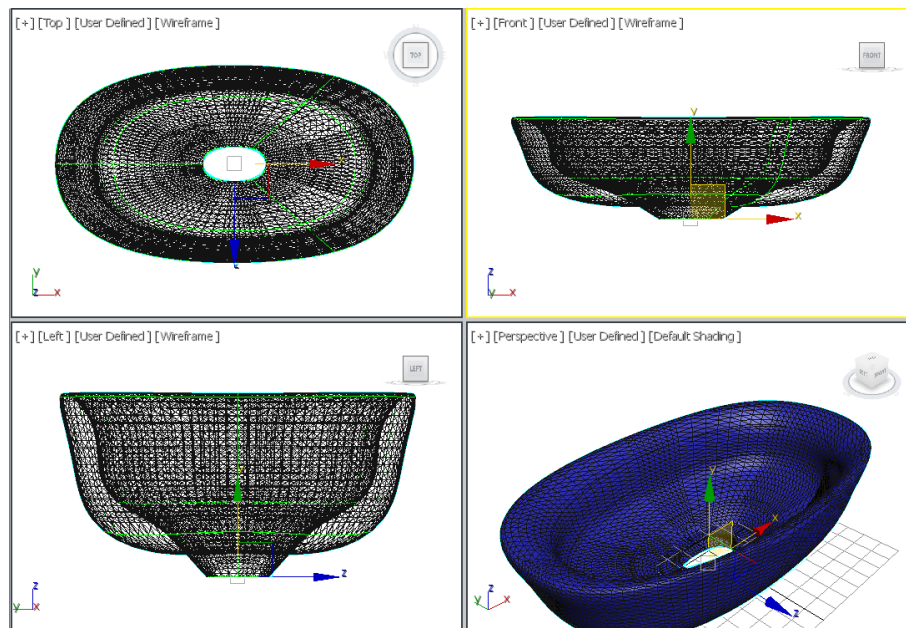 [+] [Top] [User Defined] [Wireframe]
TOP
x
z
y
z x
[+] [Front] [User Defined] [Wireframe]
FRONT
y
x
z
y x
[+] [Left] [User Defined] [Wireframe]
LEFT
y
z
z
y x
[+] [Perspective] [User Defined] [Default Shading]
y
x
z
z
y x